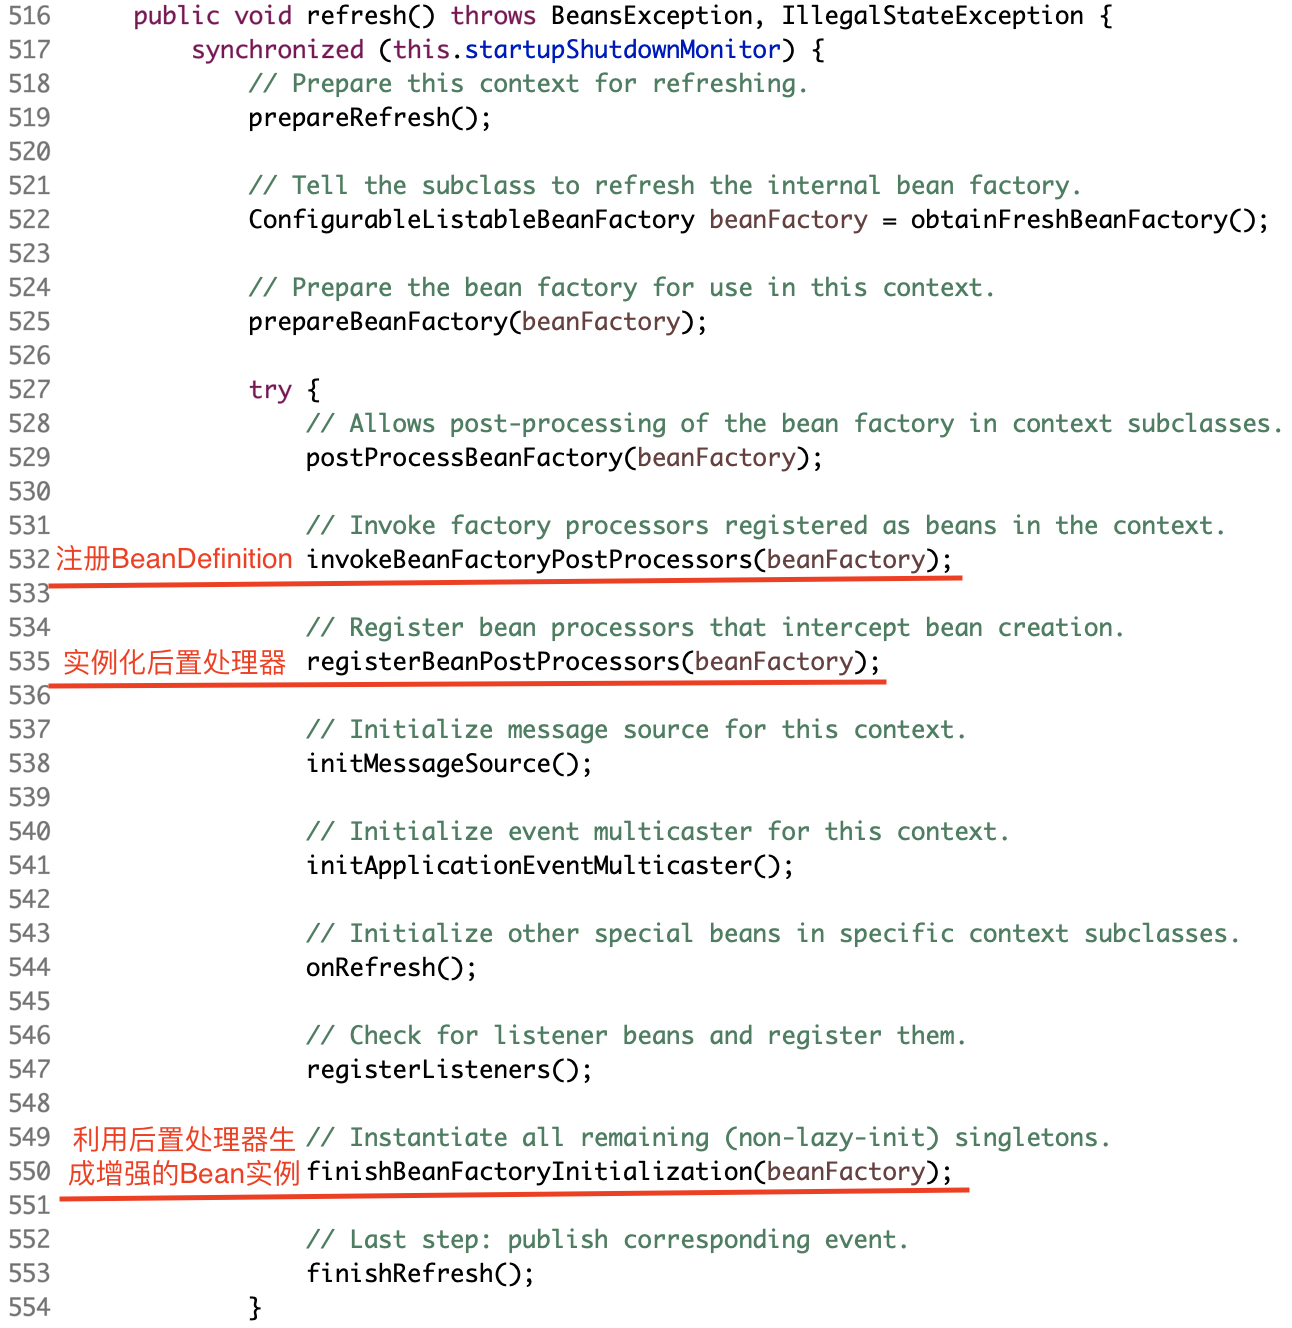 516 public void refresh() throws BeansException, IllegalStateException {
517 synchronized (this.startupShutdownMonitor) {
518 // Prepare this context for refreshing.
519 prepareRefresh();
520
521 // Tell the subclass to refresh the internal bean factory.
522 ConfigurableListableBeanFactory beanFactory = obtainFreshBeanFactory();
523
524 // Prepare the bean factory for use in this context.
525 prepareBeanFactory(beanFactory);
526
527 try {
528 // Allows post-processing of the bean factory in context subclasses.
529 postProcessBeanFactory(beanFactory);
530
531 // Invoke factory processors registered as beans in the context.
532 注册BeanDefinition invokeBeanFactoryPostProcessors(beanFactory);
533
534 // Register bean processors that intercept bean creation.
535 实例化后置处理器 registerBeanPostProcessors(beanFactory);
536
537 // Initialize message source for this context.
538 initMessageSource();
539
540 // Initialize event multicaster for this context.
541 initApplicationEventMulticaster();
542
543 // Initialize other special beans in specific context subclasses.
544 onRefresh();
545
546 // Check for listener beans and register them.
547 registerListeners();
548
549 利用后置处理器生 // Instantiate all remaining (non-lazy-init) singletons.
550 成增强的Bean实例 finishBeanFactoryInitialization(beanFactory);
551
552 // Last step: publish corresponding event.
553 finishRefresh();
554 }